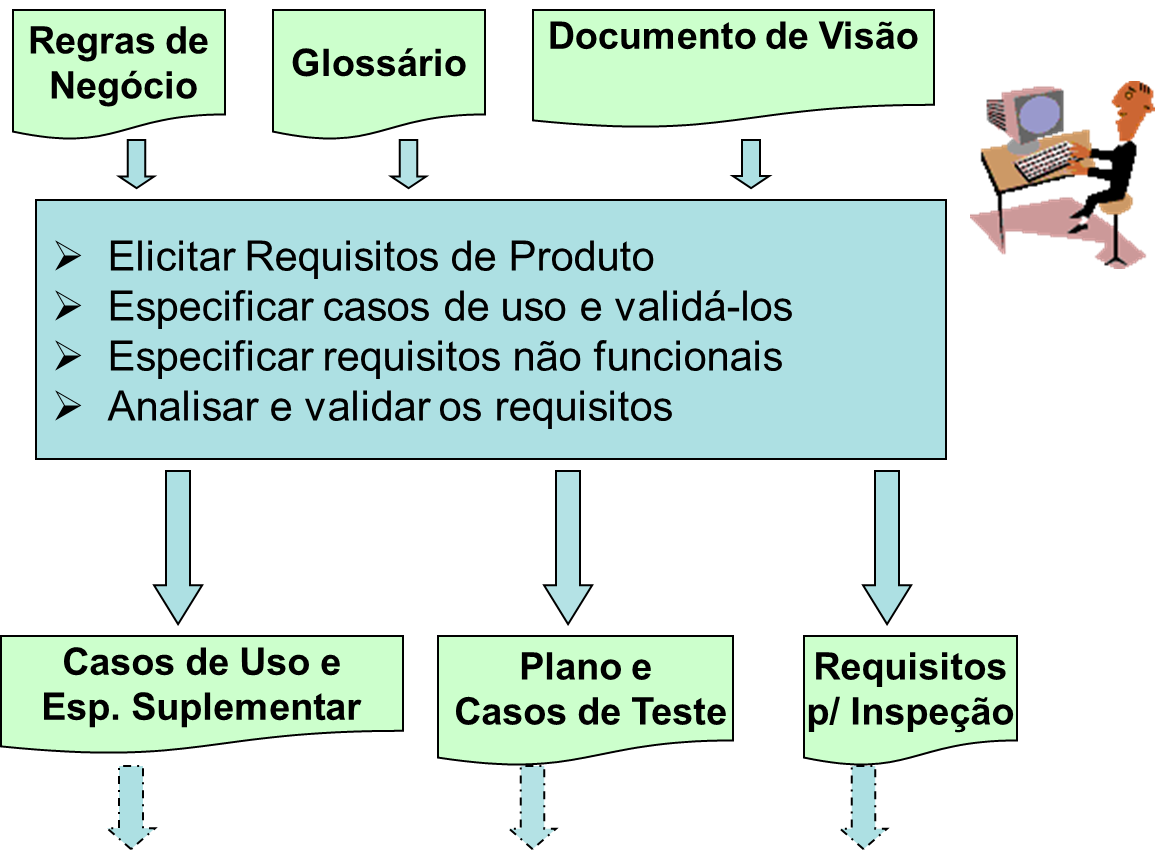 Regras de
Negócio
Glossário
Documento de Visão
Elicitar Requisitos de Produto
Especificar casos de uso e validá-los
Especificar requisitos não funcionais
Analisar e validar os requisitos
Casos de Uso e
Esp. Suplementar
Plano e
Casos de Teste
Requisitos
p/ Inspeção